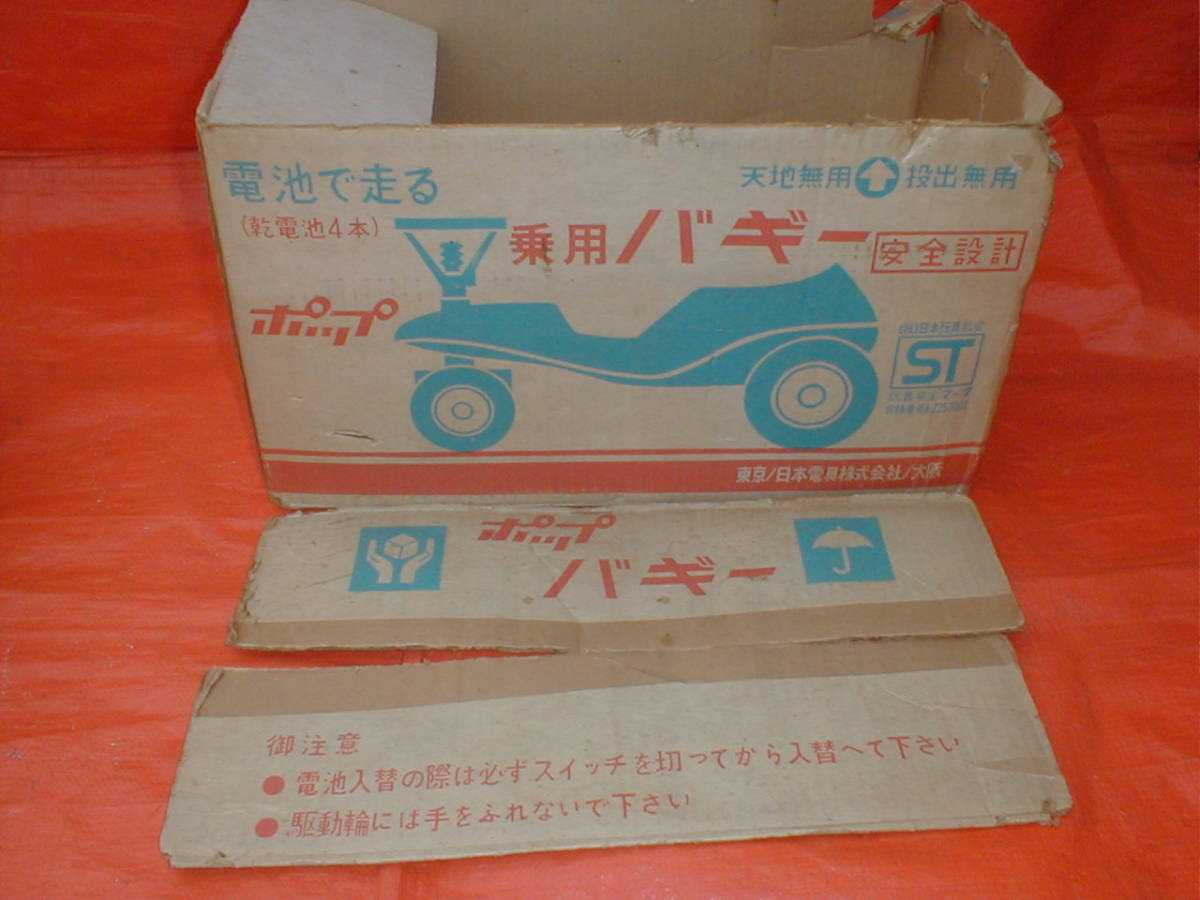 電池で走る
天地無用 投出無用
(乾電池4本)
乗用バギー
安全設計
ポップ
ST
東京/日本電具株式会社/大阪
ポップ
バギー
御注意
● 電池入替の際は必ずスイッチを切ってから入替へて下さい
● 駆動輪には手をふれないで下さい